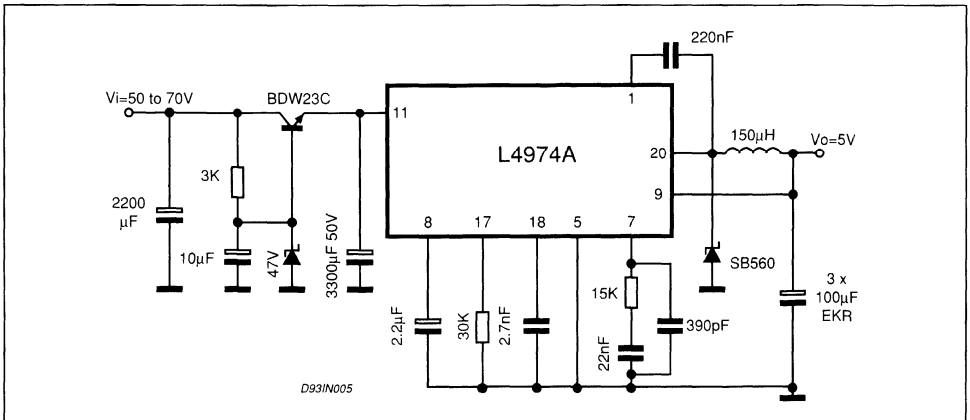 220nF
Vi=50 to 70V
BDW23C
1
11
L4974A
150µH
Vo=5V
20
9
3K
2200
µF
10µF
47V
3300µF 50V
8
17
18
5
7
SB560
15K
3 x
100µF
EKR
2.2µF
30K
2.7nF
390pF
22nF
D93IN005